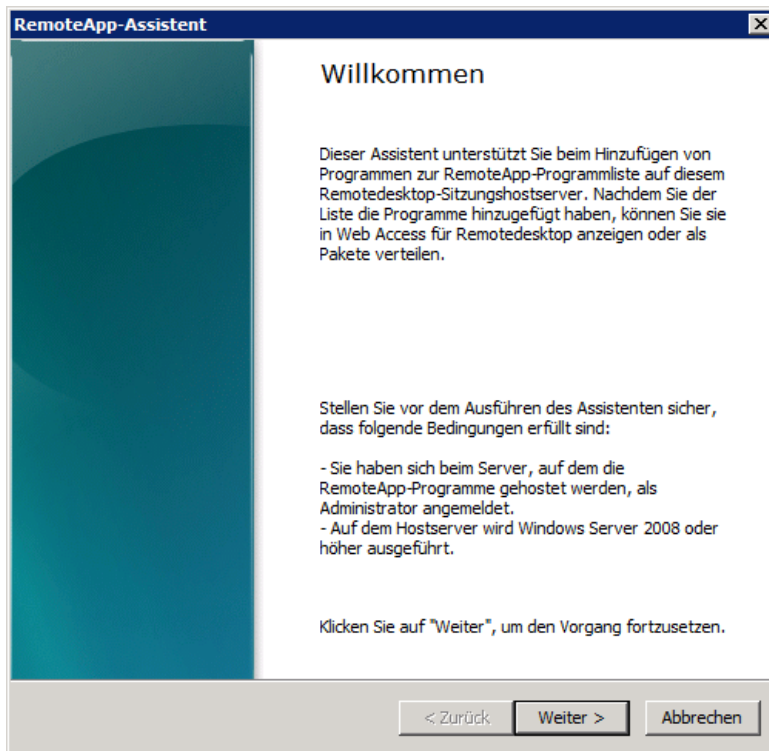 RemoteApp-Assistent
Willkommen
Dieser Assistent unterstützt Sie beim Hinzufügen von
Programmen zur RemoteApp-Programmliste auf diesem
Remotedesktop-Sitzungshostserver. Nachdem Sie der
Liste die Programme hinzugefügt haben, können Sie sie
in Web Access für Remotedesktop anzeigen oder als
Pakete verteilen.
Stellen Sie vor dem Ausführen des Assistenten sicher,
dass folgende Bedingungen erfüllt sind:
- Sie haben sich beim Server, auf dem die
RemoteApp-Programme gehostet werden, als
Administrator angemeldet.
- Auf dem Hostserver wird Windows Server 2008 oder
höher ausgeführt.
Klicken Sie auf "Weiter", um den Vorgang fortzusetzen.
< Zurück Weiter > Abbrechen